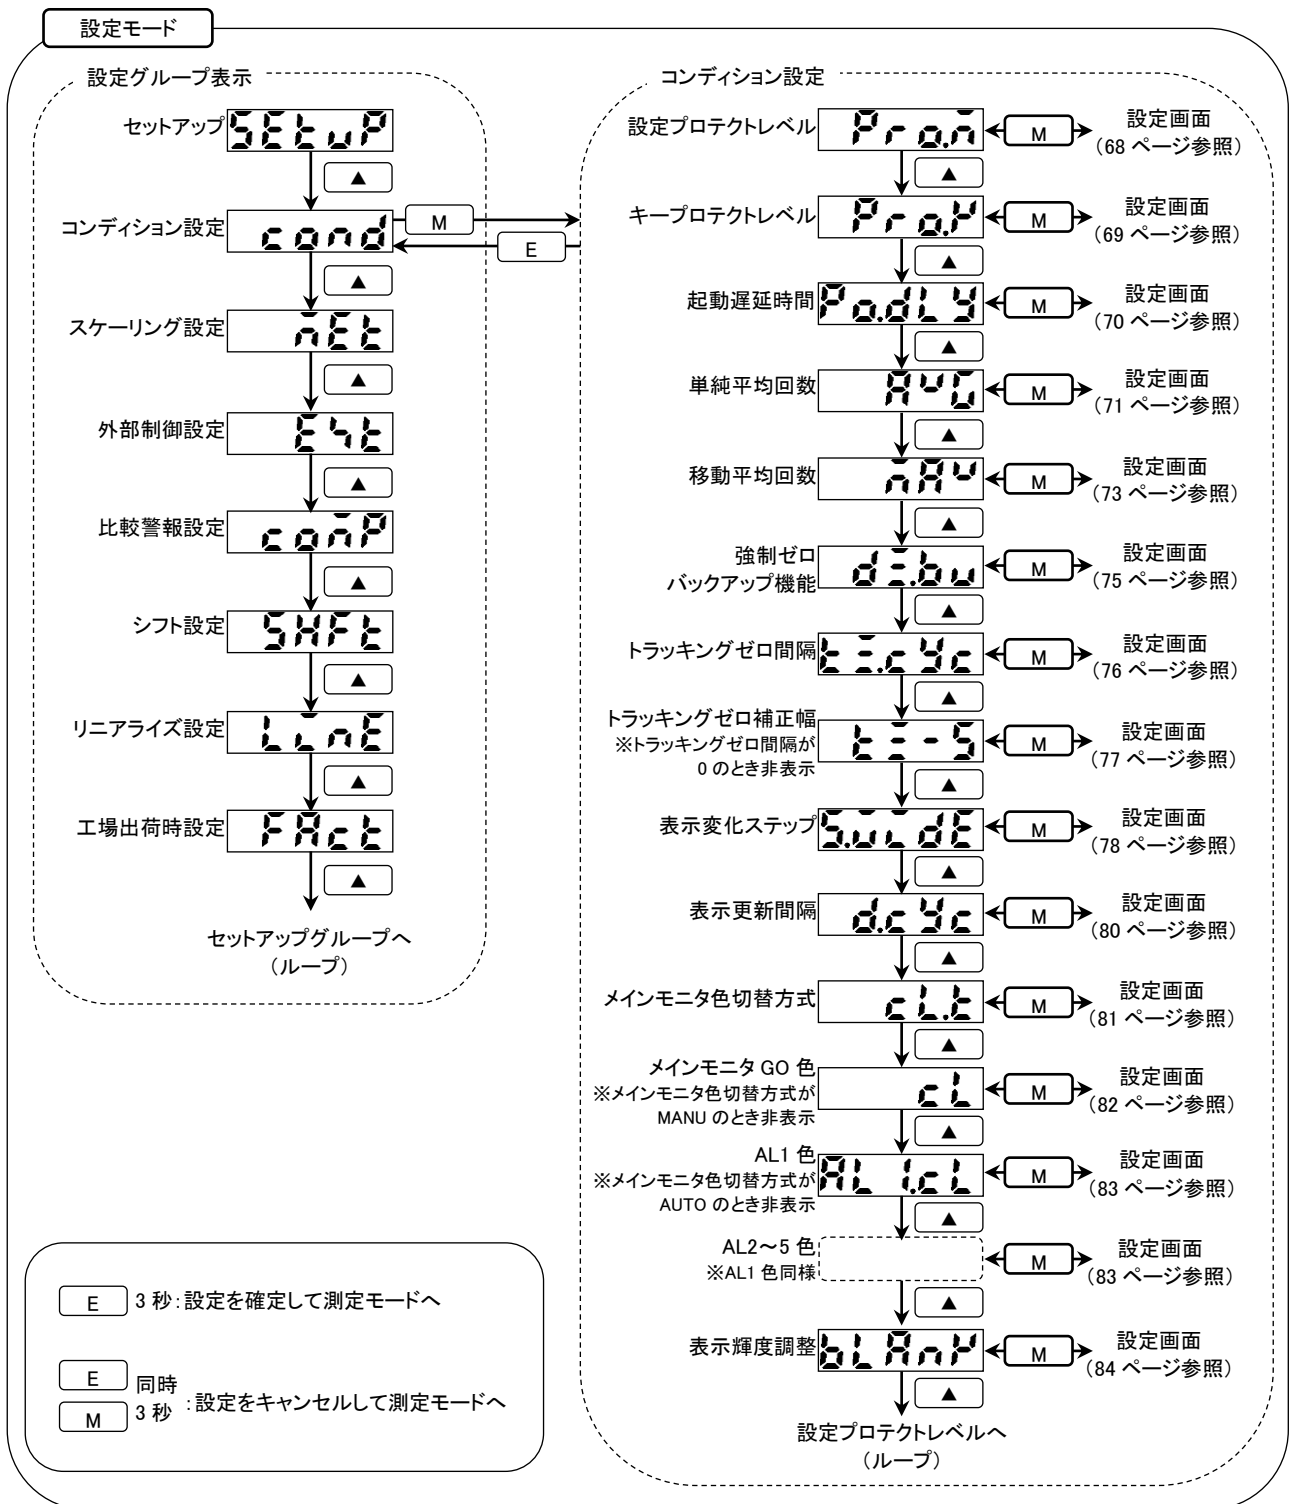 設定モード
設定グループ表示
セットアップ
SEtuP
▲
コンディション設定
cond
M
E
▲
スケーリング設定
mEt
▲
外部制御設定
Ext
▲
比較警報設定
comP
▲
シフト設定
SHFt
▲
リニアライズ設定
LinE
▲
工場出荷時設定
FAct
▲
セットアップグループへ
(ループ)
コンディション設定
設定プロテクトレベル
Pro.m
M
設定画面
(68 ページ参照)
▲
キープロテクトレベル
Pro.K
M
設定画面
(69 ページ参照)
▲
起動遅延時間
Po.dLY
M
設定画面
(70 ページ参照)
▲
単純平均回数
AvG
M
設定画面
(71 ページ参照)
▲
移動平均回数
mAv
M
設定画面
(73 ページ参照)
▲
強制ゼロ
バックアップ機能
dZ.bu
M
設定画面
(75 ページ参照)
▲
トラッキングゼロ間隔
tZ.cYc
M
設定画面
(76 ページ参照)
▲
トラッキングゼロ補正幅
※トラッキングゼロ間隔が
0 のとき非表示
tZ-S
M
設定画面
(77 ページ参照)
▲
表示変化ステップ
S.widE
M
設定画面
(78 ページ参照)
▲
表示更新間隔
d.cYc
M
設定画面
(80 ページ参照)
▲
メインモニタ色切替方式
cL.t
M
設定画面
(81 ページ参照)
▲
メインモニタ GO 色
※メインモニタ色切替方式が
MANU のとき非表示
cL
M
設定画面
(82 ページ参照)
▲
AL1 色
※メインモニタ色切替方式が
AUTO のとき非表示
AL1.cL
M
設定画面
(83 ページ参照)
▲
AL2～5 色
※AL1 色同様
M
設定画面
(83 ページ参照)
▲
表示輝度調整
bLAnK
M
設定画面
(84 ページ参照)
▲
設定プロテクトレベルへ
(ループ)
E 3 秒：設定を確定して測定モードへ
E 同時
M 3 秒 ：設定をキャンセルして測定モードへ